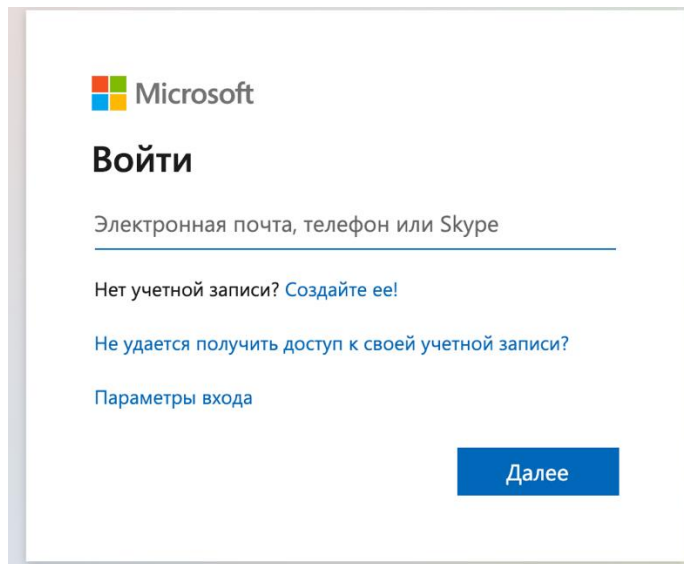 Microsoft
Войти
Электронная почта, телефон или Skype
Нет учетной записи? Создайте ее!
Не удается получить доступ к своей учетной записи?
Параметры входа
Далее